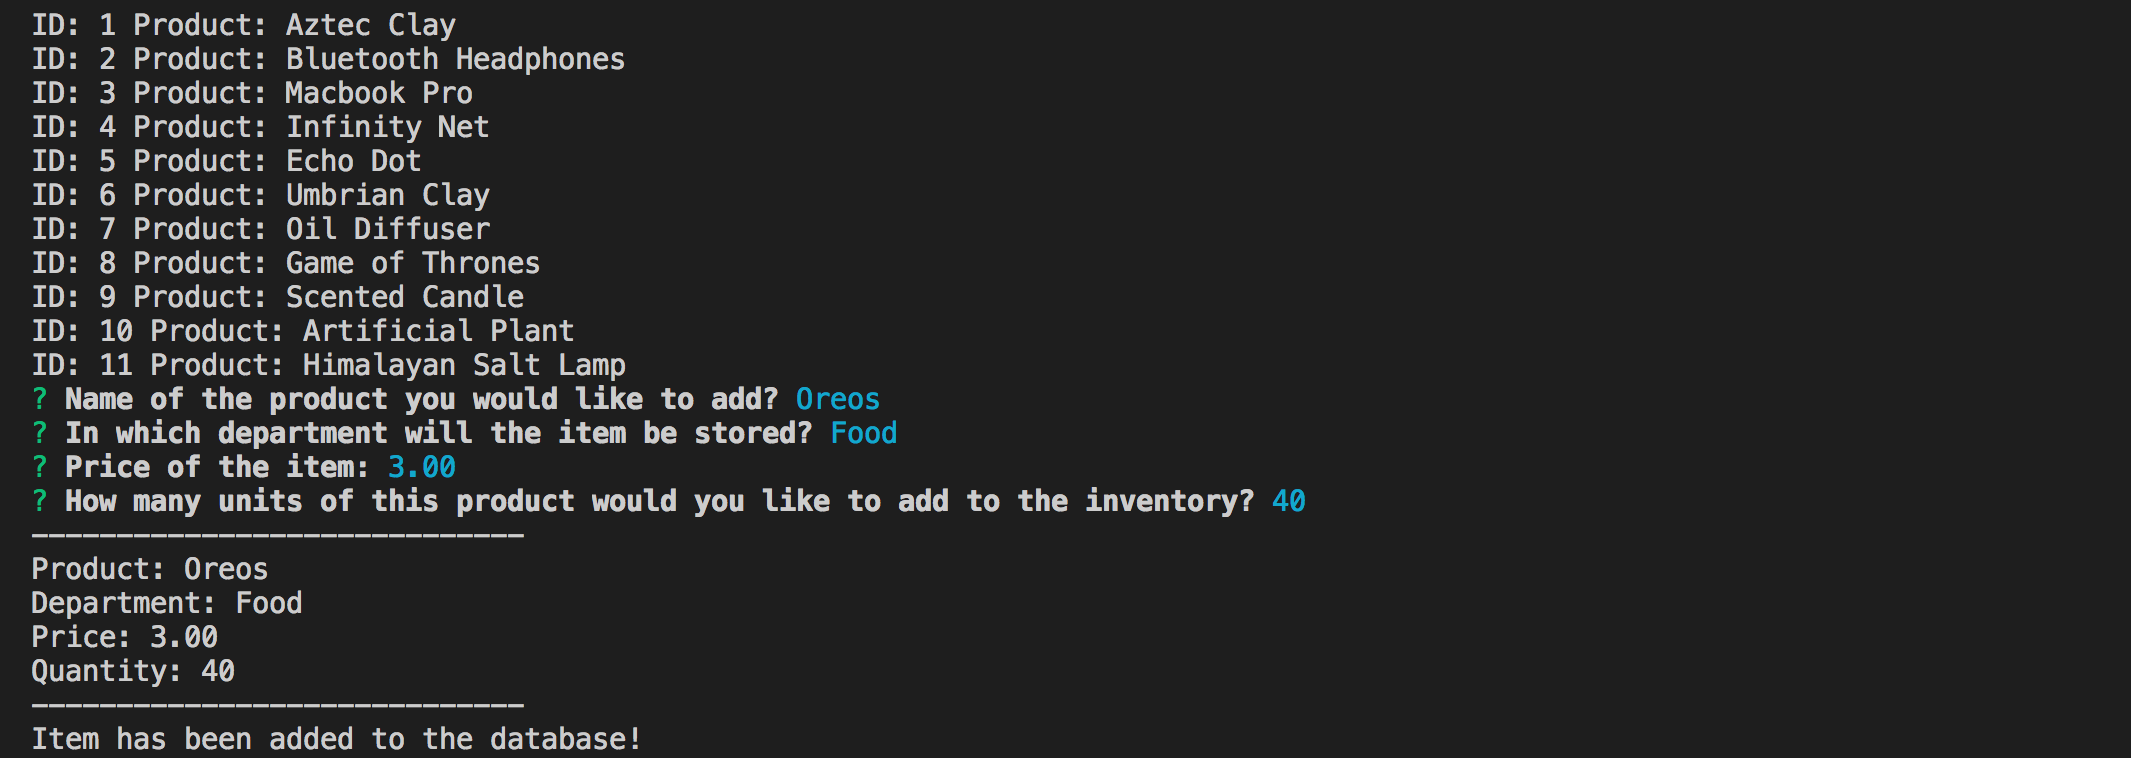 ID: 1 Product: Aztec Clay
ID: 2 Product: Bluetooth Headphones
ID: 3 Product: Macbook Pro
ID: 4 Product: Infinity Net
ID: 5 Product: Echo Dot
ID: 6 Product: Umbrian Clay
ID: 7 Product: Oil Diffuser
ID: 8 Product: Game of Thrones
ID: 9 Product: Scented Candle
ID: 10 Product: Artificial Plant
ID: 11 Product: Himalayan Salt Lamp
? Name of the product you would like to add? Oreos
? In which department will the item be stored? Food
? Price of the item: 3.00
? How many units of this product would you like to add to the inventory? 40
-----------------------------
Product: Oreos
Department: Food
Price: 3.00
Quantity: 40
-----------------------------
Item has been added to the database!